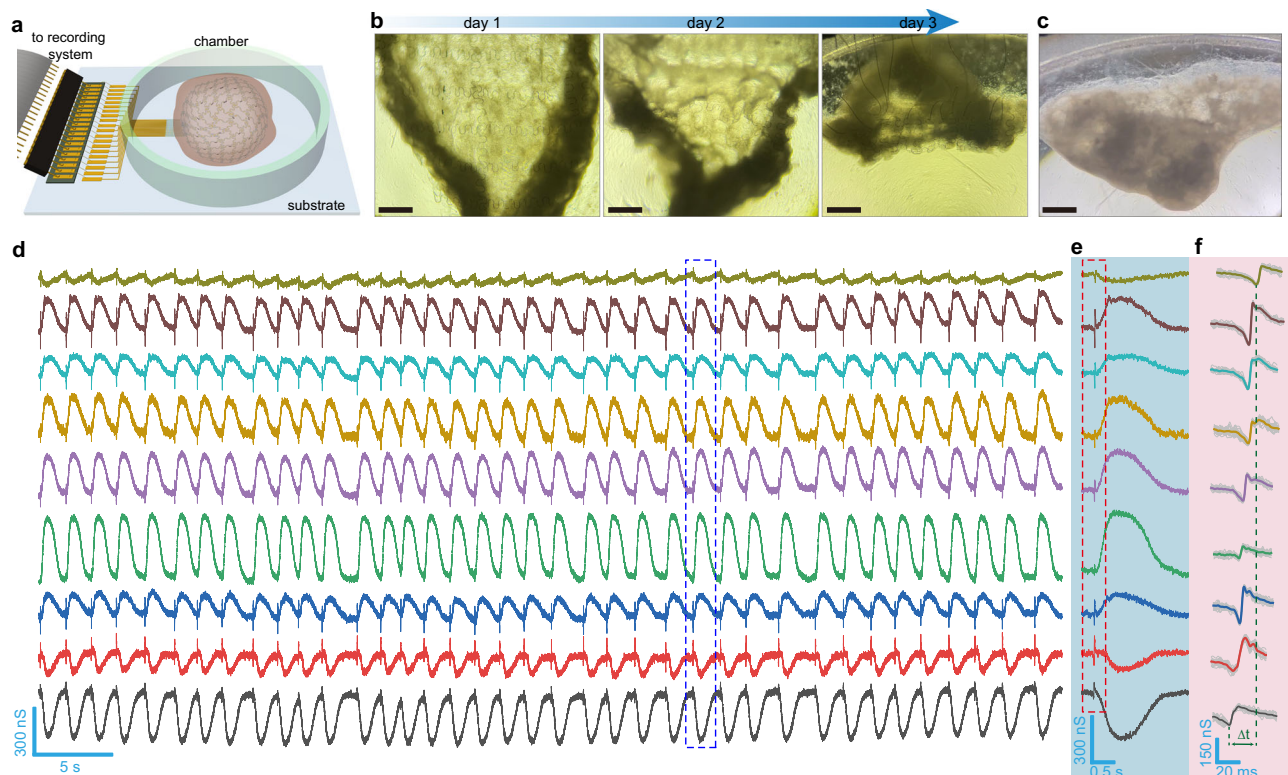 a
to recording
system
chamber
substrate
b
day 1
day 2
day 3
c
d
300 nS
5 s
e
300 nS
0.5 s
f
Δt
150 nS
20 ms